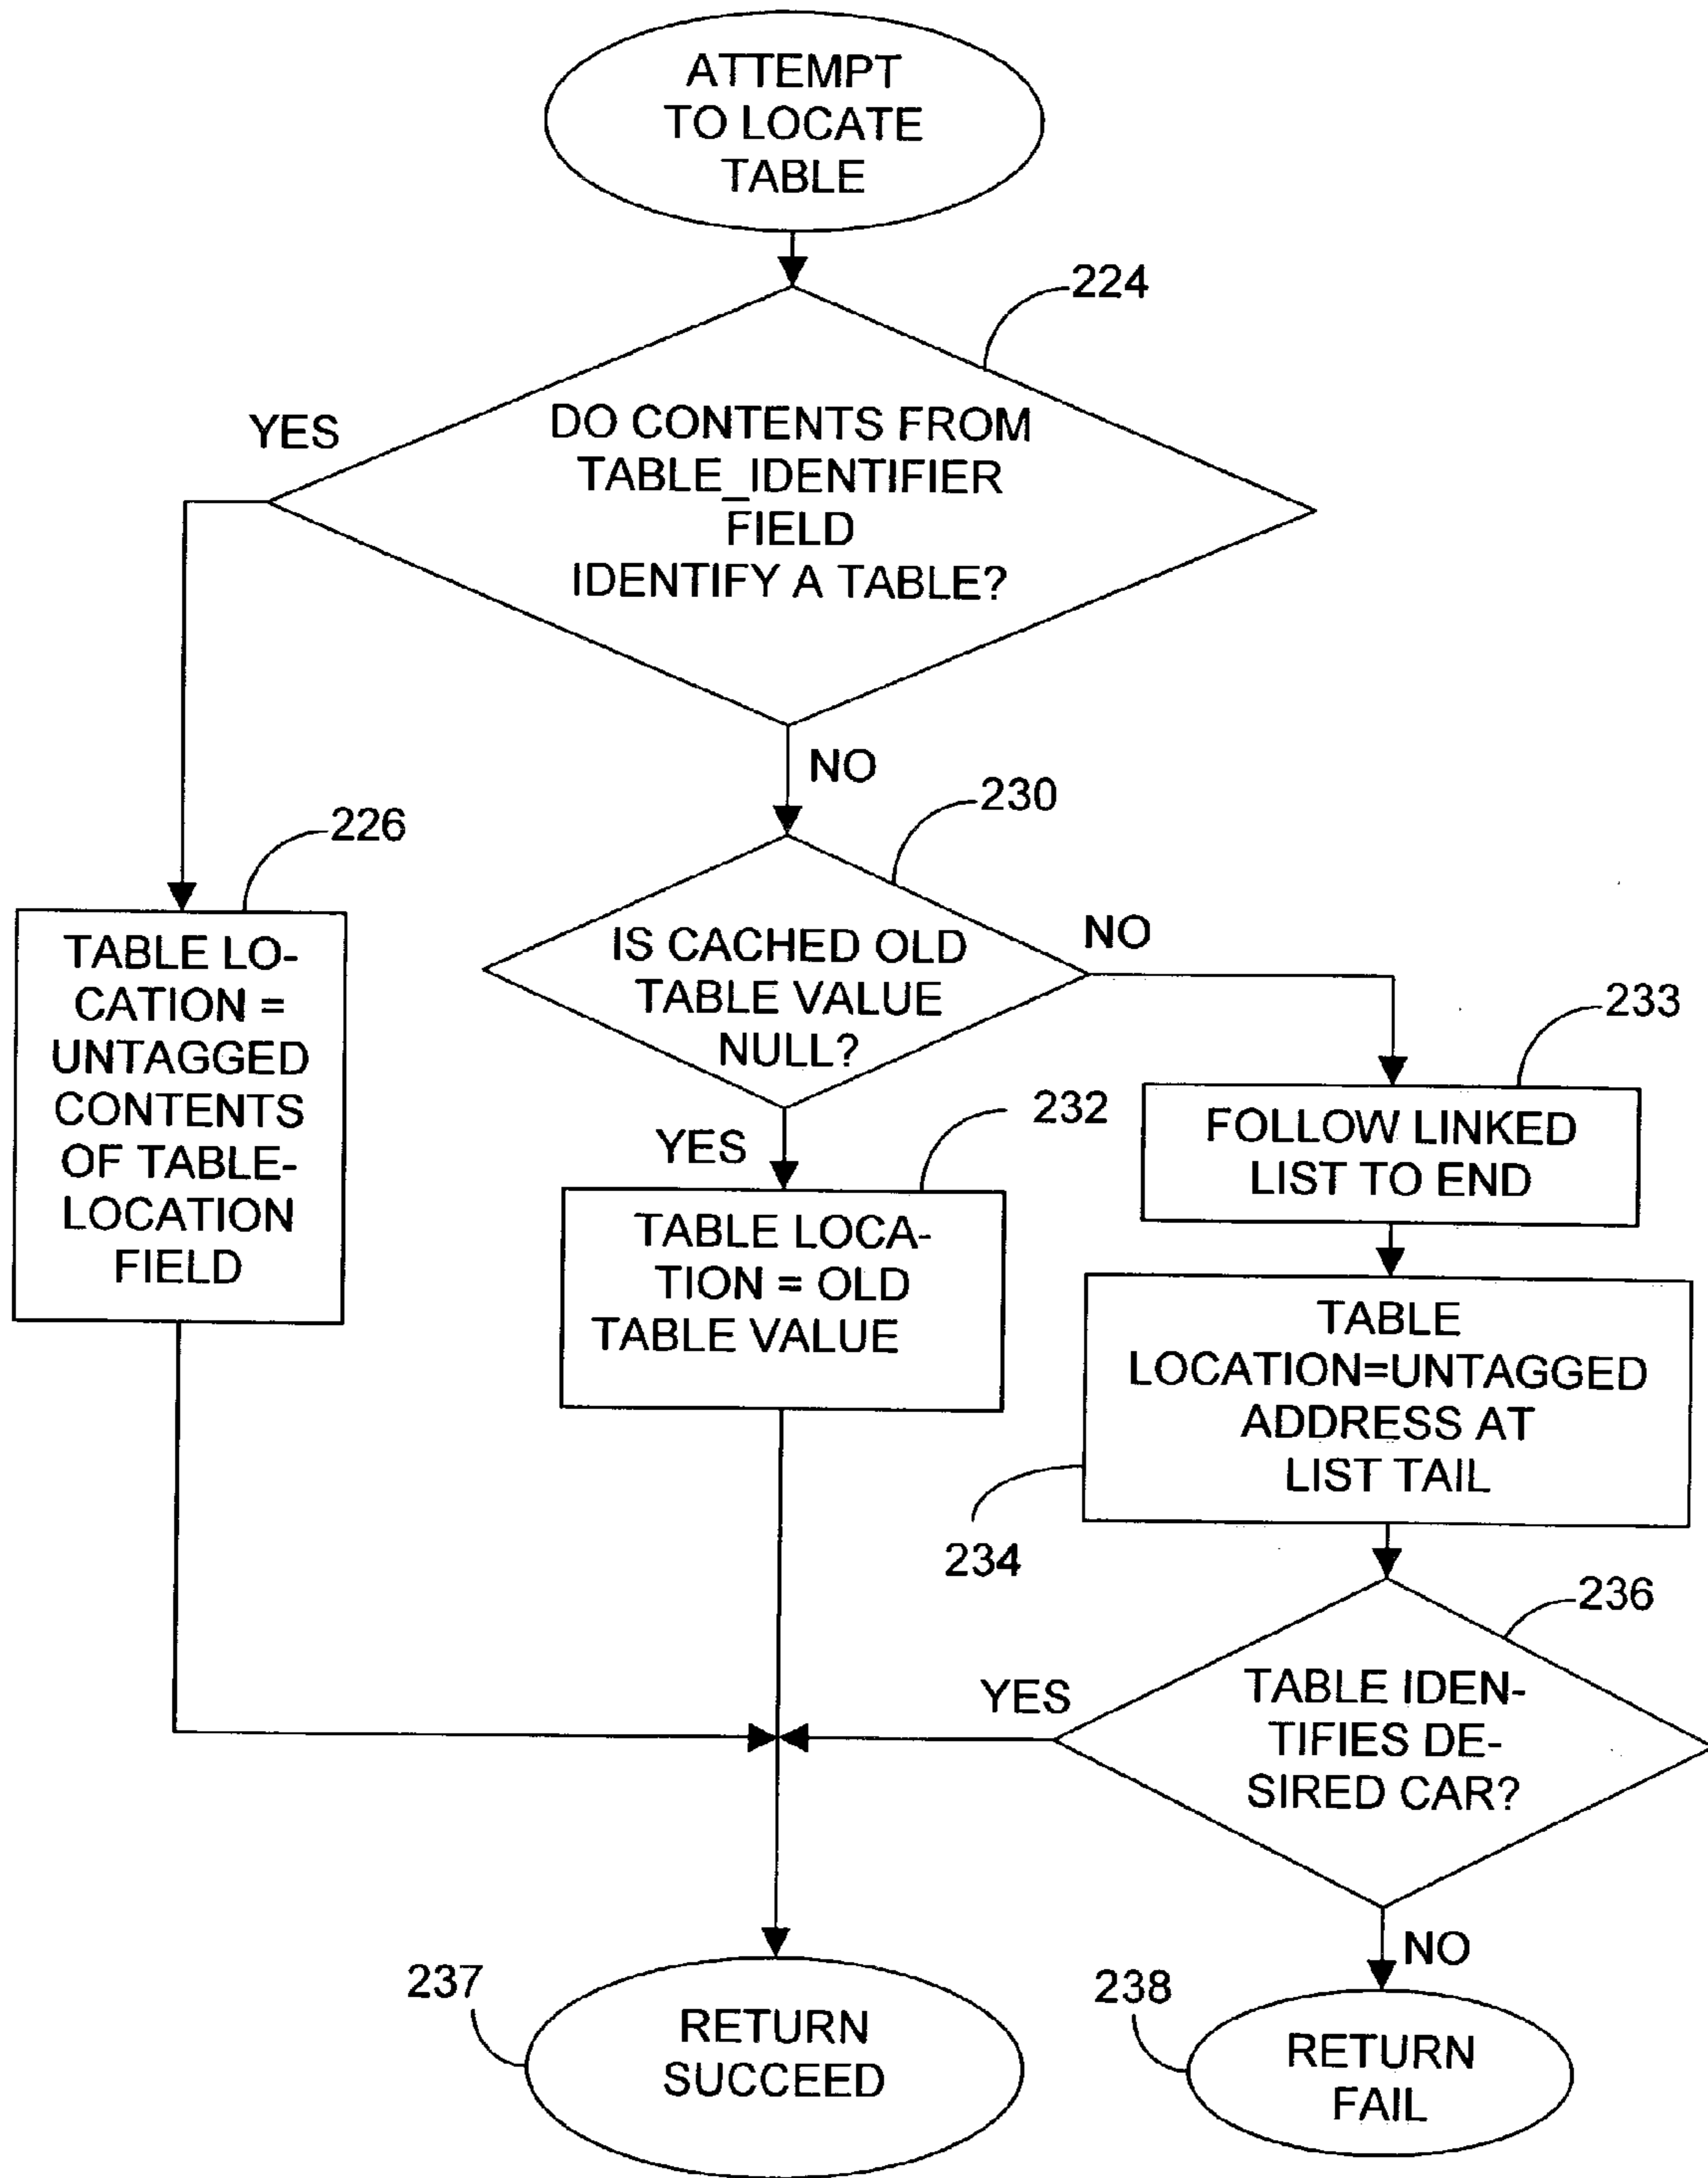 ATTEMPT
TO LOCATE
TABLE
224
YES
DO CONTENTS FROM
TABLE_IDENTIFIER
FIELD
IDENTIFY A TABLE?
NO
230
226
TABLE LO-
CATION =
UNTAGGED
CONTENTS
OF TABLE-
LOCATION
FIELD
IS CACHED OLD
TABLE VALUE
NULL?
NO
233
YES
232
FOLLOW LINKED
LIST TO END
TABLE LOCA-
TION = OLD
TABLE VALUE
TABLE
LOCATION=UNTAGGED
ADDRESS AT
LIST TAIL
234
236
YES
TABLE IDEN-
TIFIES DE-
SIRED CAR?
NO
237
RETURN
SUCCEED
238
RETURN
FAIL